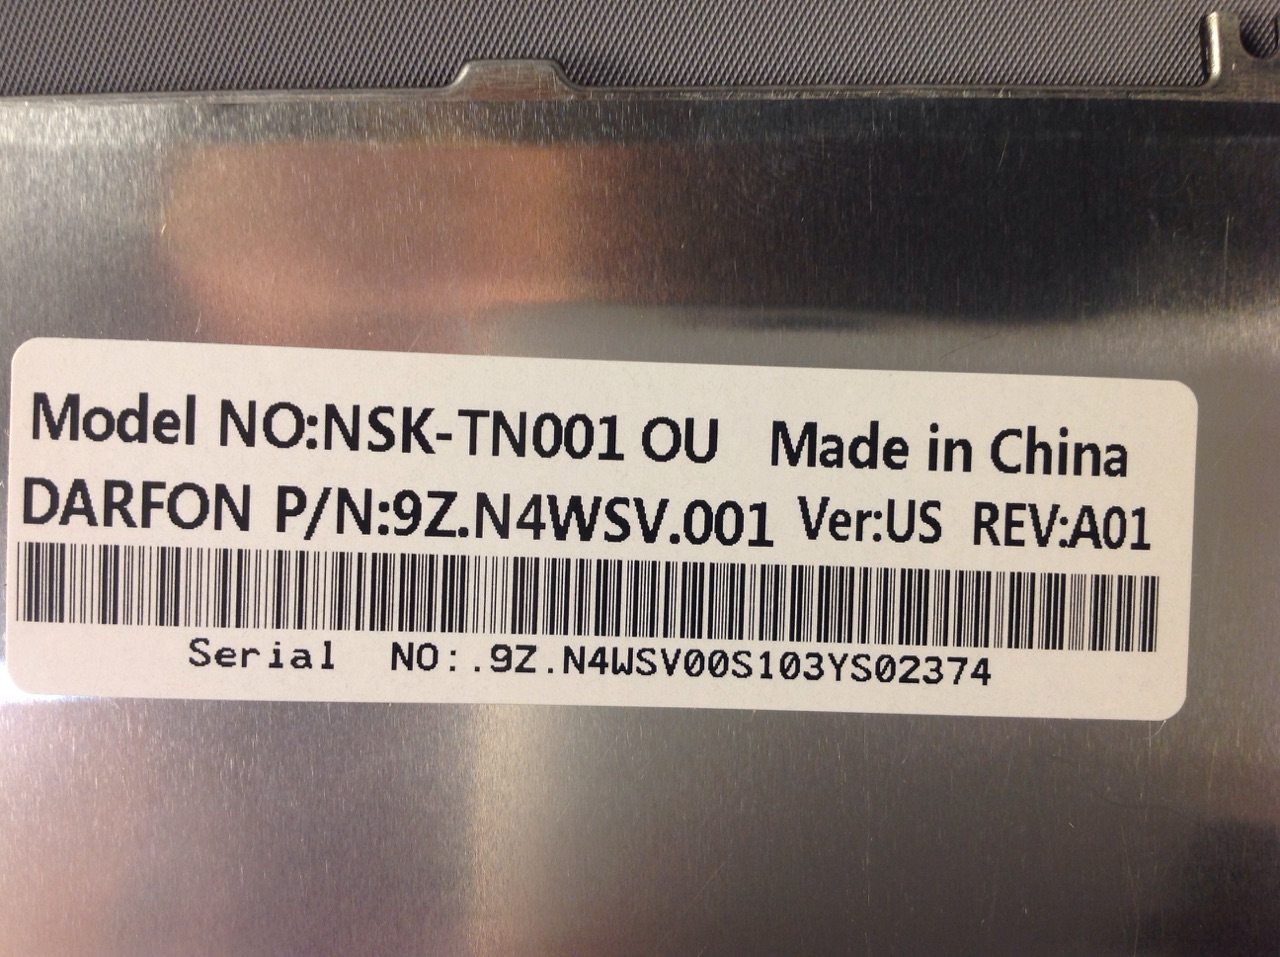 Model NO:NSK-TN001 OU Made in China
DARFON P/N:9Z.N4WSV.001 Ver:US REV:A01
Serial NO:.9Z.N4WSV00S103YS02374